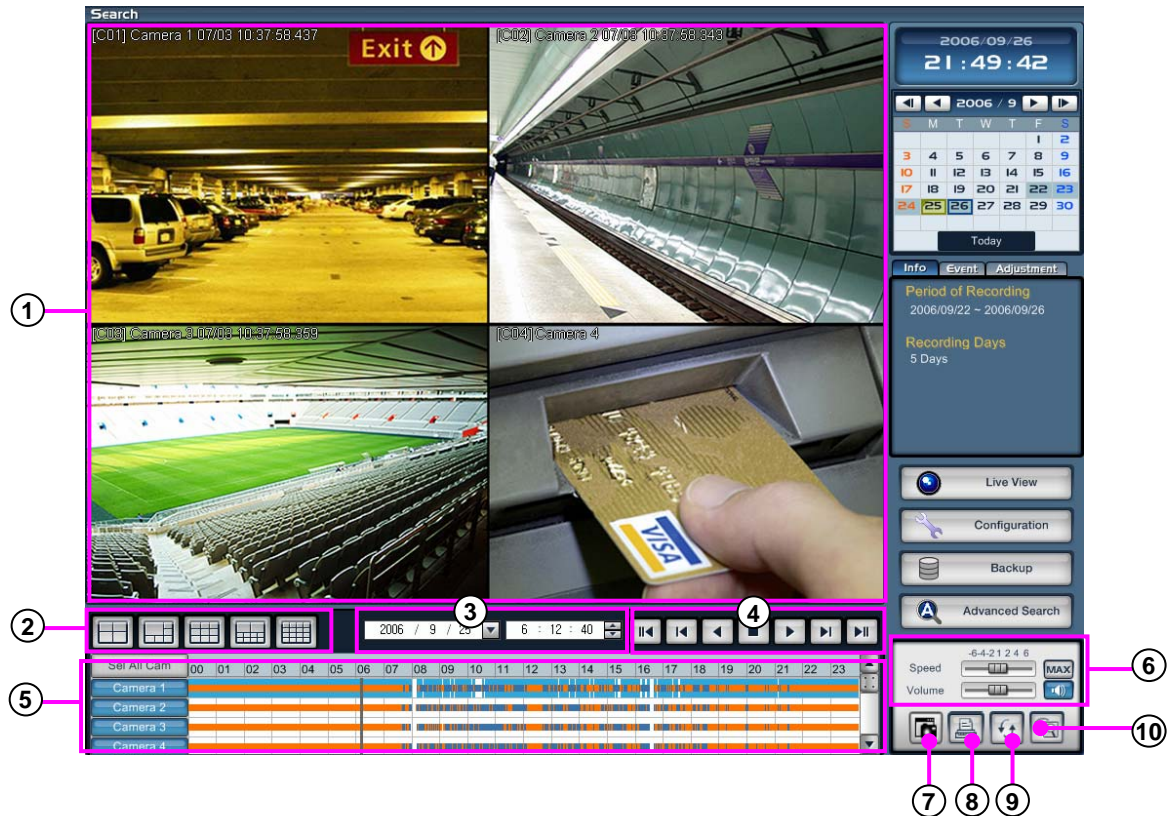 Search
[C01] Camera 1 07/03 10:37:58.437
Exit
[C02] Camera 2 07/03 10:37:58.343
[C03] Camera 3 07/03 10:37:58.359
[C04] Camera 4
VISA
2006/09/26
21:49:42
2006 / 9
S M T W T F S
1 2
3 4 5 6 7 8 9
10 11 12 13 14 15 16
17 18 19 20 21 22 23
24 25 26 27 28 29 30
Today
Info Event Adjustment
Period of Recording
2006/09/22 ~ 2006/09/26
Recording Days
5 Days
Live View
Configuration
Backup
Advanced Search
1
2
3
4
2006 / 9 / 25
6 : 12 : 40
5
Sel All Cam 00 01 02 03 04 05 06 07 08 09 10 11 12 13 14 15 16 17 18 19 20 21 22 23
Camera 1
Camera 2
Camera 3
Camera 4
-6-4-2 1 2 4 6
Speed MAX
Volume
6
7
8
9
10